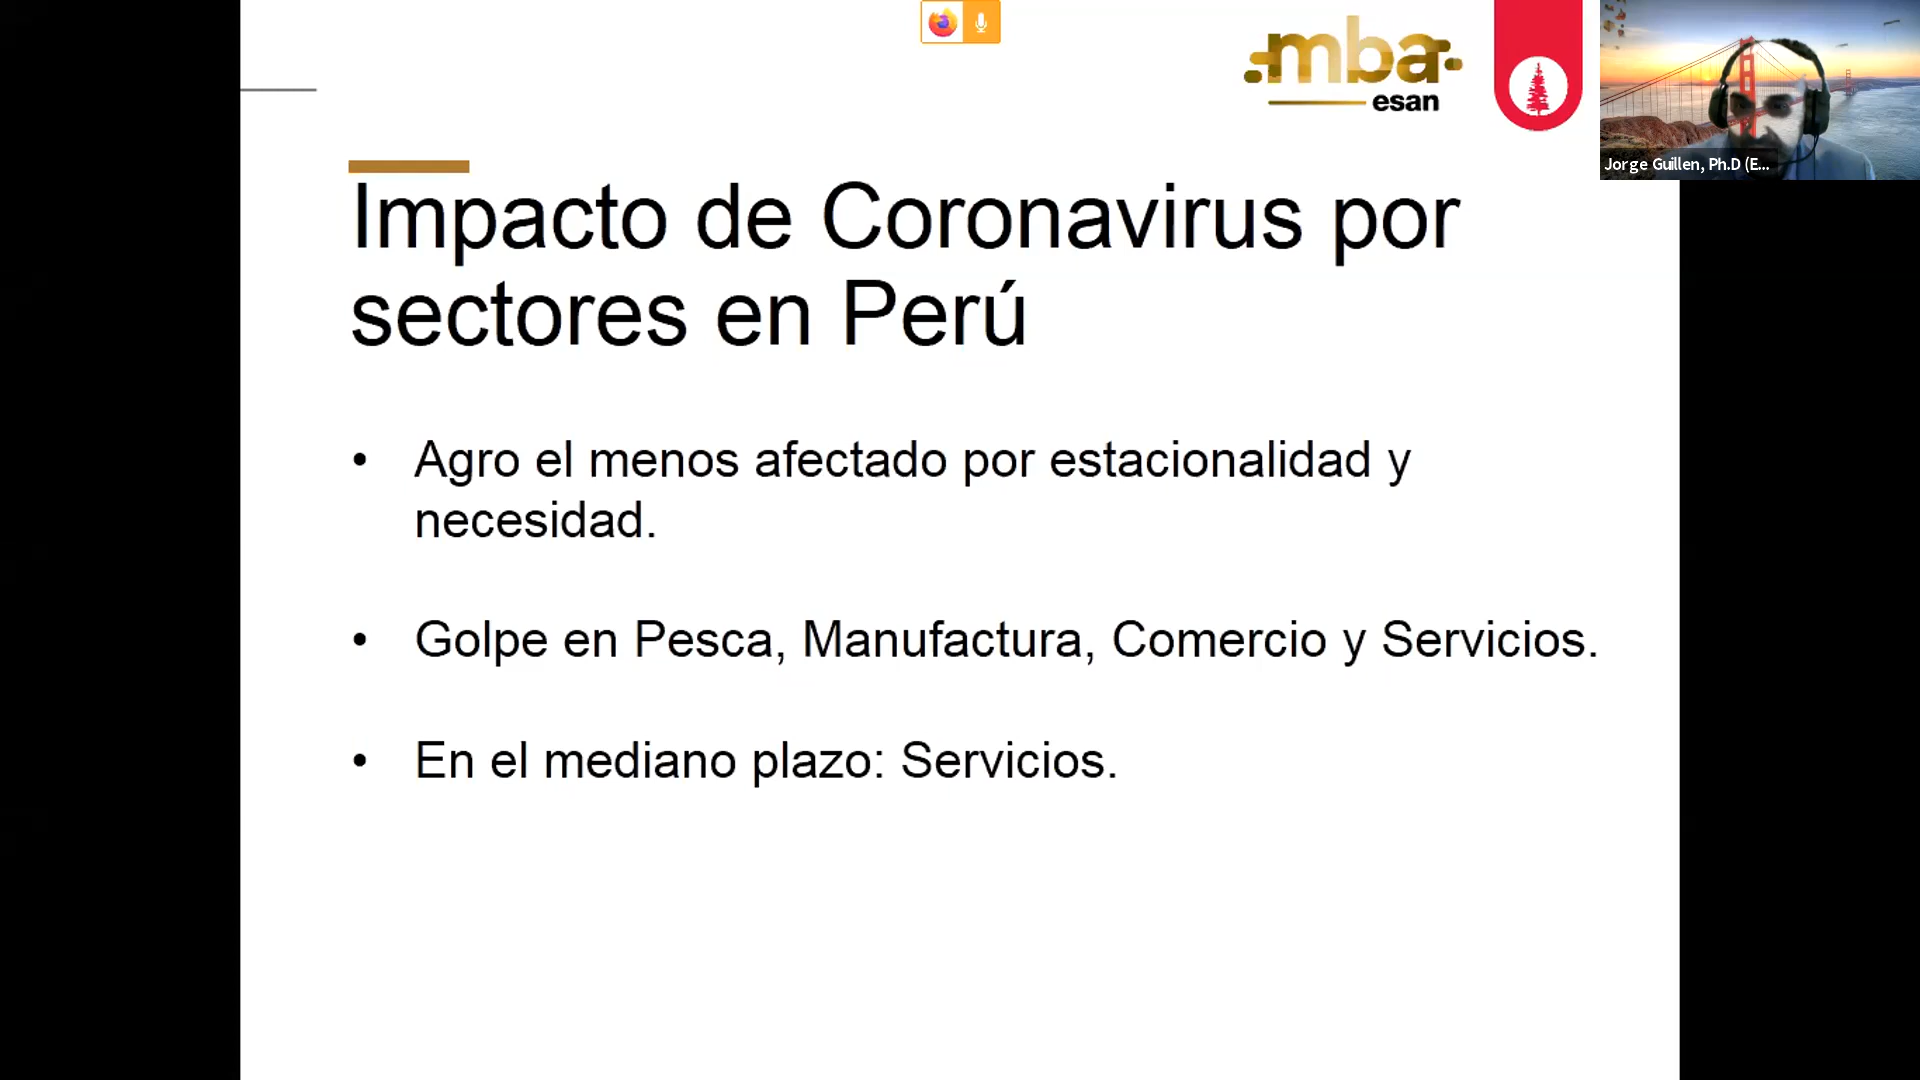 mba
esan
Jorge Guillen, Ph.D (E...
Impacto de Coronavirus por
sectores en Perú
• Agro el menos afectado por estacionalidad y
necesidad.
• Golpe en Pesca, Manufactura, Comercio y Servicios.
• En el mediano plazo: Servicios.